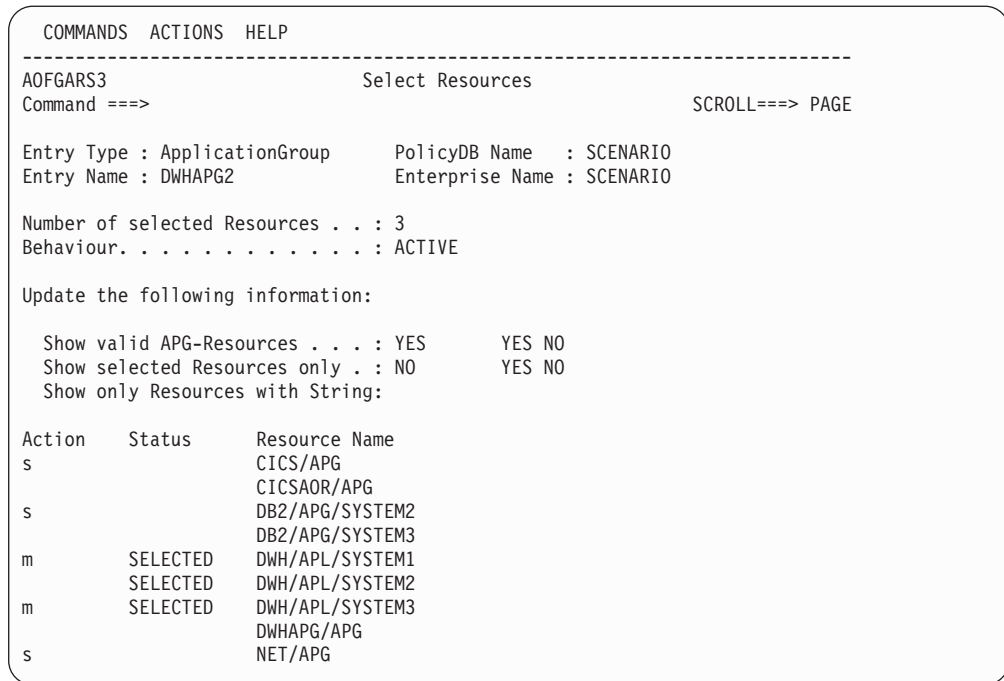 COMMANDS ACTIONS HELP
-------------------------------------------------------------------------------
AOFGARS3 Select Resources
Command ===> SCROLL===> PAGE
Entry Type : ApplicationGroup PolicyDB Name : SCENARIO
Entry Name : DWHAPG2 Enterprise Name : SCENARIO
Number of selected Resources . . : 3
Behaviour. . . . . . . . . . . . : ACTIVE
Update the following information:
Show valid APG-Resources . . . : YES YES NO
Show selected Resources only . : NO YES NO
Show only Resources with String:
Action Status Resource Name
s CICS/APG
CICSAOR/APG
s DB2/APG/SYSTEM2
DB2/APG/SYSTEM3
m SELECTED DWH/APL/SYSTEM1
SELECTED DWH/APL/SYSTEM2
m SELECTED DWH/APL/SYSTEM3
DWHAPG/APG
s NET/APG